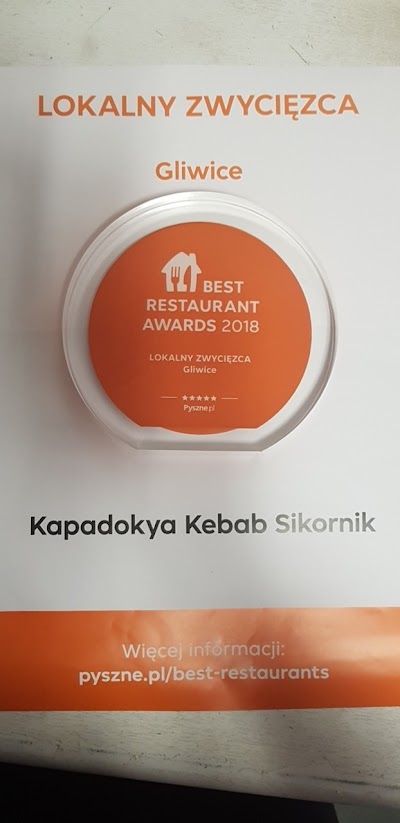 LOKALNY ZWYCIĘZCA
Gliwice
BEST
RESTAURANT
AWARDS 2018
LOKALNY ZWYCIĘZCA
Gliwice
Pyszne.pl
Kapadokya Kebab Sikornik
Więcej informacji:
pyszne.pl/best-restaurants